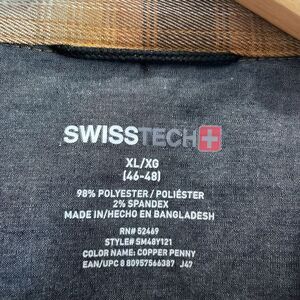 SWISSTECH
XL/XG
(46-48)
98% POLYESTER / POLIÉSTER
2% SPANDEX
MADE IN/HECHO EN BANGLADESH
RN# 52469
STYLE# SM48Y121
COLOR NAME: COPPER PENNY
EAN/UPC 8 80957566387 J47